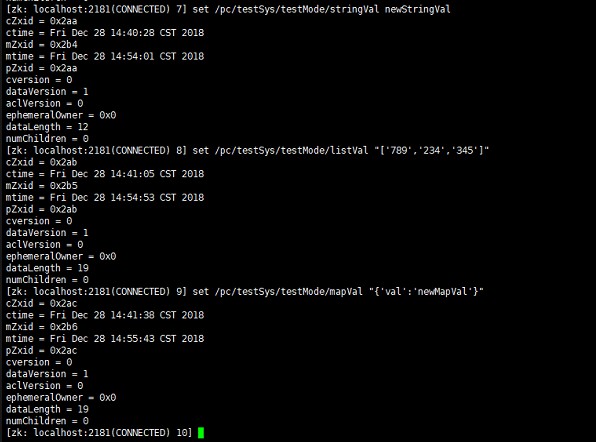 [zk: localhost:2181(CONNECTED) 7] set /pc/testSys/testMode/stringVal newStringVal
cZxid = 0x2aa
ctime = Fri Dec 28 14:40:28 CST 2018
mZxid = 0x2b4
mtime = Fri Dec 28 14:54:01 CST 2018
pZxid = 0x2aa
cversion = 0
dataVersion = 1
aclVersion = 0
ephemeralOwner = 0x0
dataLength = 12
numChildren = 0
[zk: localhost:2181(CONNECTED) 8] set /pc/testSys/testMode/listVal "['789','234','345']"
cZxid = 0x2ab
ctime = Fri Dec 28 14:41:05 CST 2018
mZxid = 0x2b5
mtime = Fri Dec 28 14:54:53 CST 2018
pZxid = 0x2ab
cversion = 0
dataVersion = 1
aclVersion = 0
ephemeralOwner = 0x0
dataLength = 19
numChildren = 0
[zk: localhost:2181(CONNECTED) 9] set /pc/testSys/testMode/mapVal "{'val':'newMapVal'}"
cZxid = 0x2ac
ctime = Fri Dec 28 14:41:38 CST 2018
mZxid = 0x2b6
mtime = Fri Dec 28 14:55:43 CST 2018
pZxid = 0x2ac
cversion = 0
dataVersion = 1
aclVersion = 0
ephemeralOwner = 0x0
dataLength = 19
numChildren = 0
[zk: localhost:2181(CONNECTED) 10]